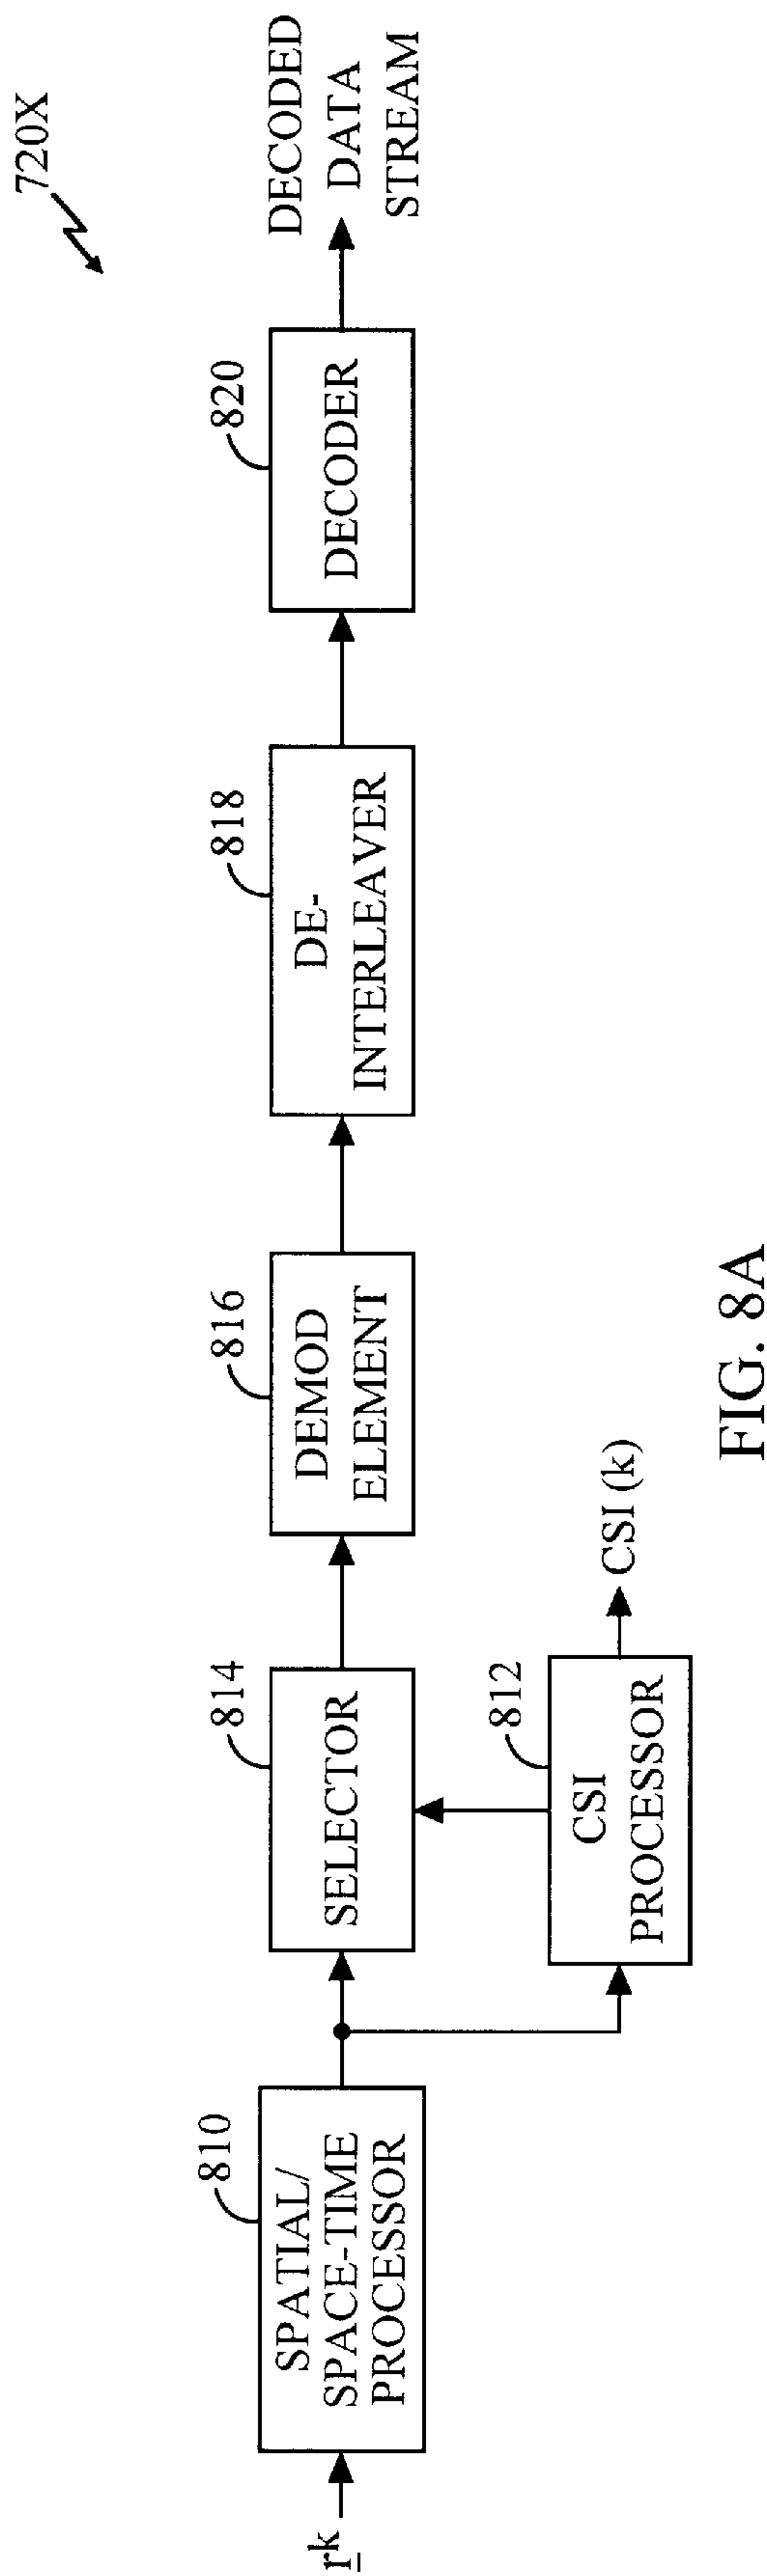 720X
r^k
810
SPATIAL/
SPACE-TIME
PROCESSOR
814
SELECTOR
812
CSI
PROCESSOR
CSI (k)
816
DEMOD
ELEMENT
818
DE-
INTERLEAVER
820
DECODER
DECODED
DATA
STREAM
FIG. 8A